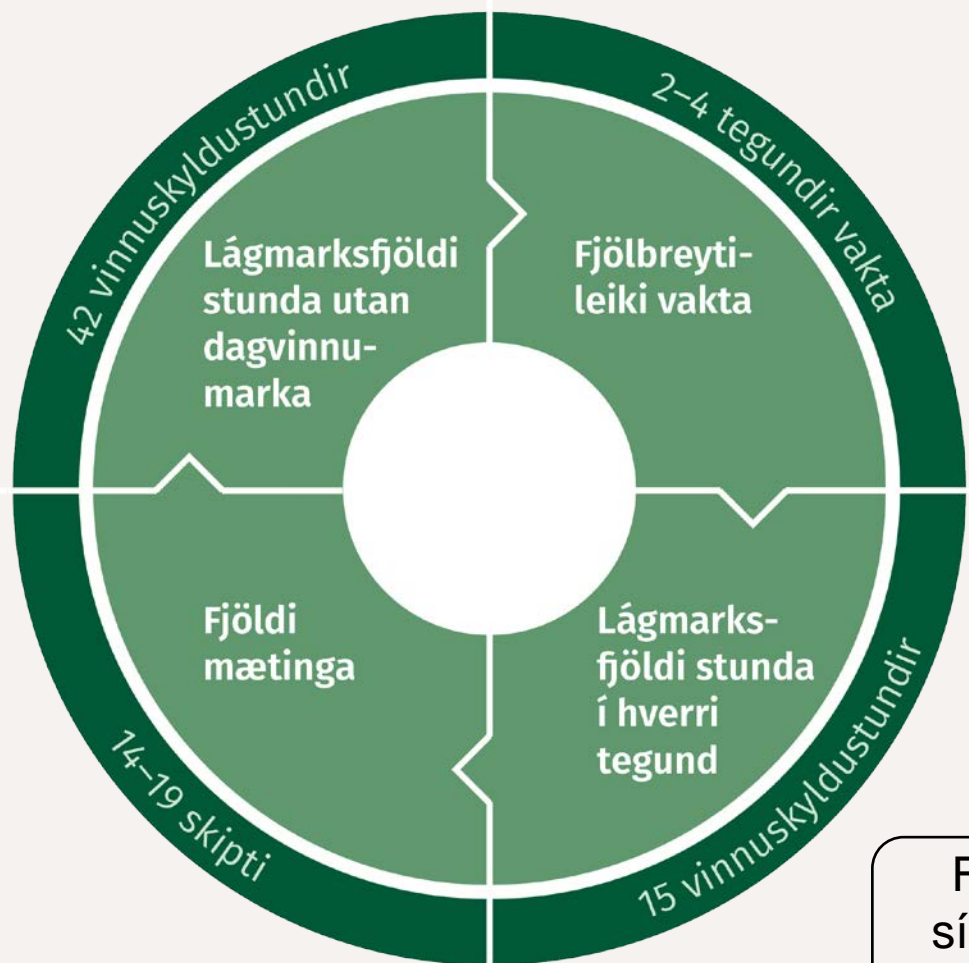 42 vinnuskyldustundir
Lágmarksfjöldi
stunda utan
dagvinnu-
marka
2–4 tegundir vakta
Fjölbreyti-
leiki vakta
Fjöldi
mætinga
14–19 skipti
Lágmarks-
fjöldi stunda
í hverri
tegund
15 vinnuskyldustundir